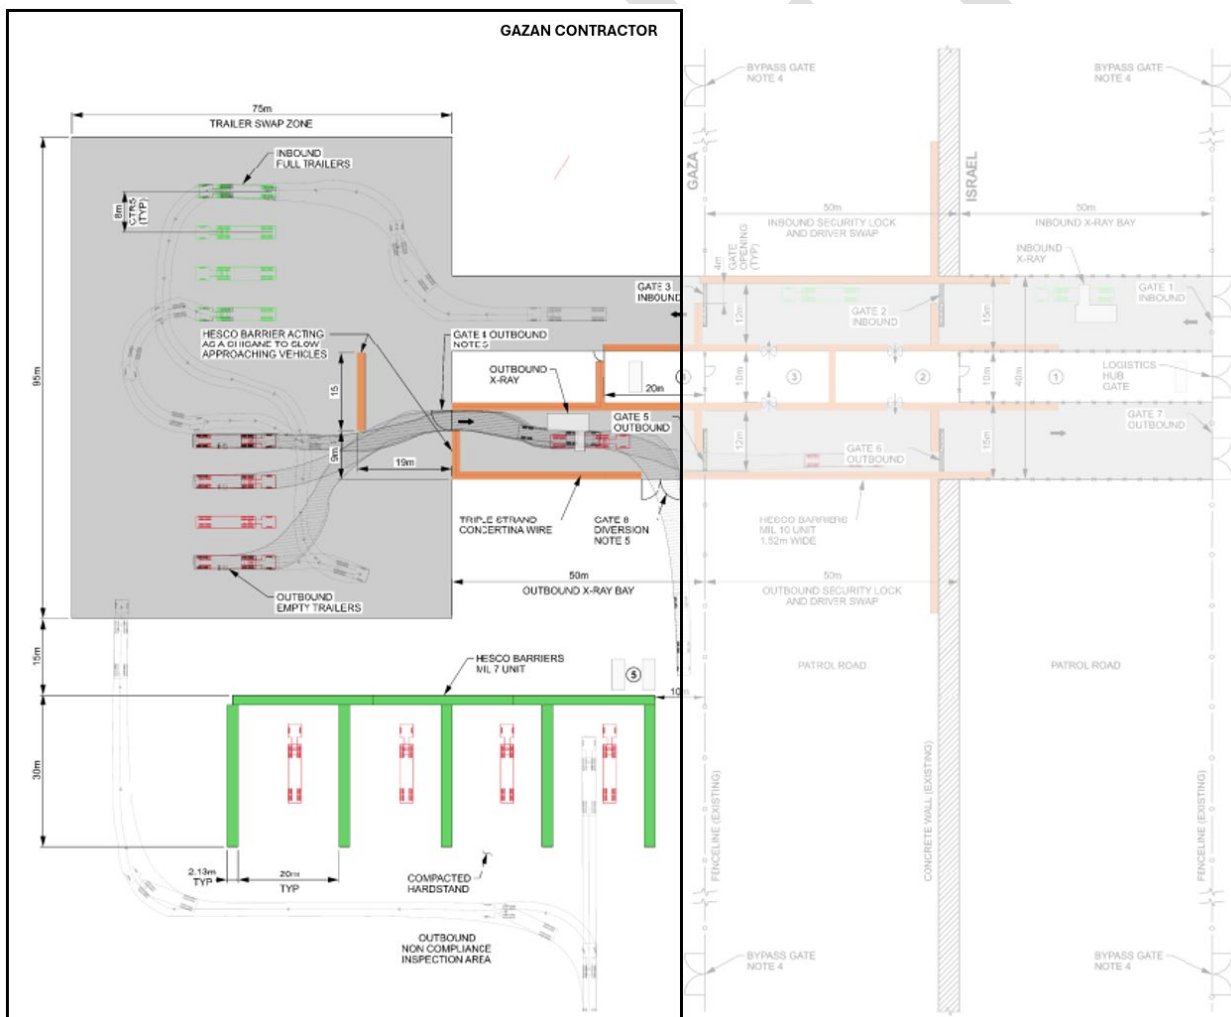 GAZAN CONTRACTOR
BYPASS GATE
NOTE 4
BYPASS GATE
NOTE 4
75m
TRAILER SWAP ZONE
INBOUND
FULL TRAILERS
GAZA
ISRAEL
8m
CTRS
(TYP)
50m
INBOUND SECURITY LOCK
AND DRIVER SWAP
50m
INBOUND X-RAY BAY
4m
GATE
OPENING
(TYP)
INBOUND
X-RAY
GATE 3
INBOUND
GATE 2
INBOUND
GATE 1
INBOUND
12m
15m
HESCO BARRIER ACTING
AS A CHICANE TO SLOW
APPROACHING VEHICLES
GATE 4 OUTBOUND
OUTBOUND
X-RAY
95m
15
20m
10m
3
2
10m
40m
1
LOGISTICS
HUB
GATE
GATE 5
OUTBOUND
GATE 6
OUTBOUND
GATE 7
OUTBOUND
9m
19m
12m
15m
TRIPLE STRAND
CONCERTINA WIRE
GATE 8
DIVERSION
NOTE 5
HESCO BARRIERS
MIL 10 UNIT
1.52m WIDE
50m
OUTBOUND X-RAY BAY
50m
OUTBOUND SECURITY LOCK
AND DRIVER SWAP
OUTBOUND
EMPTY TRAILERS
15m
HESCO BARRIERS
MIL 7 UNIT
5
PATROL ROAD
PATROL ROAD
30m
FENCELINE (EXISTING)
CONCRETE WALL (EXISTING)
FENCELINE (EXISTING)
2.13m
TYP
20m
TYP
COMPACTED
HARDSTAND
OUTBOUND
NON COMPLIANCE
INSPECTION AREA
BYPASS GATE
NOTE 4
BYPASS GATE
NOTE 4